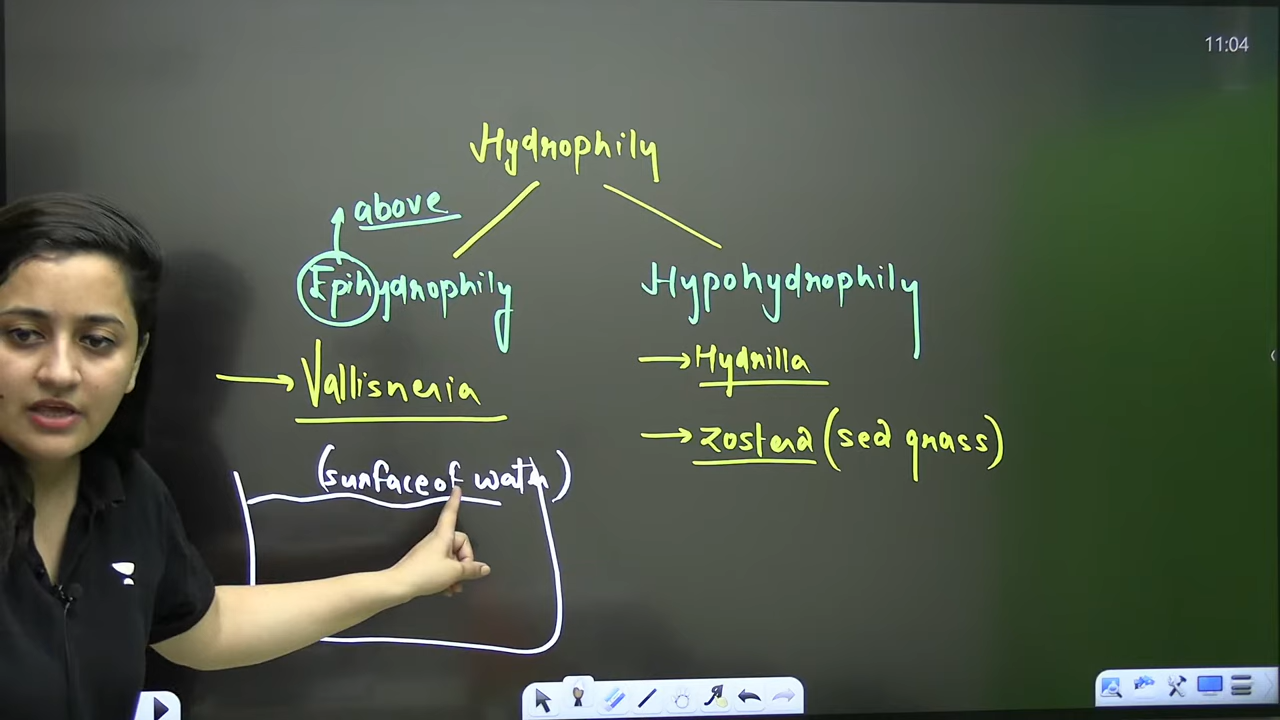 11:04
Hydrophily
above
Epihydrophily
Hypohydrophily
Vallisneria
Hydrilla
(surface of water)
Zostera (sea grass)